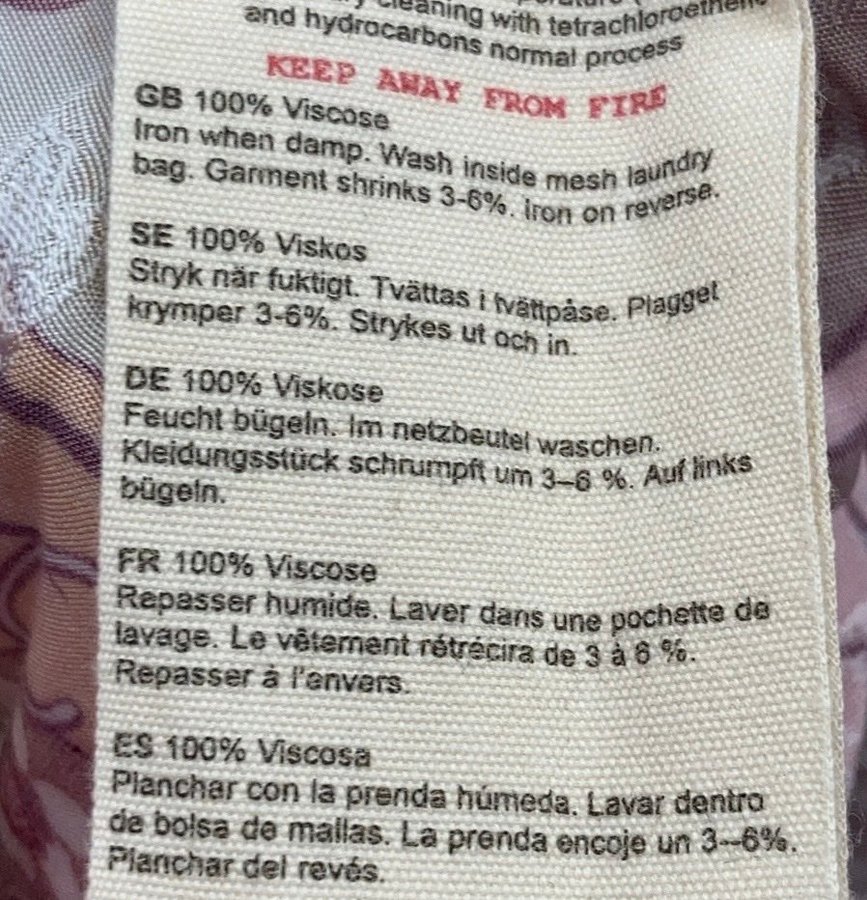 cleaning with tetrachloroethene
and hydrocarbons normal process
KEEP AWAY FROM FIRE
GB 100% Viscose
Iron when damp. Wash inside mesh laundry
bag. Garment shrinks 3-6%. Iron on reverse.
SE 100% Viskos
Stryk när fuktigt. Tvättas i tvättpåse. Plagget
krymper 3-6%. Strykes ut och in.
DE 100% Viskose
Feucht bügeln. Im netzbeutel waschen.
Kleidungsstück schrumpft um 3–6 %. Auf links
bügeln.
FR 100% Viscose
Repasser humide. Laver dans une pochette de
lavage. Le vêtement rétrécira de 3 à 6 %.
Repasser à l'envers.
ES 100% Viscosa
Planchar con la prenda húmeda. Lavar dentro
de bolsa de mallas. La prenda encoje un 3--6%.
Planchar del revés.